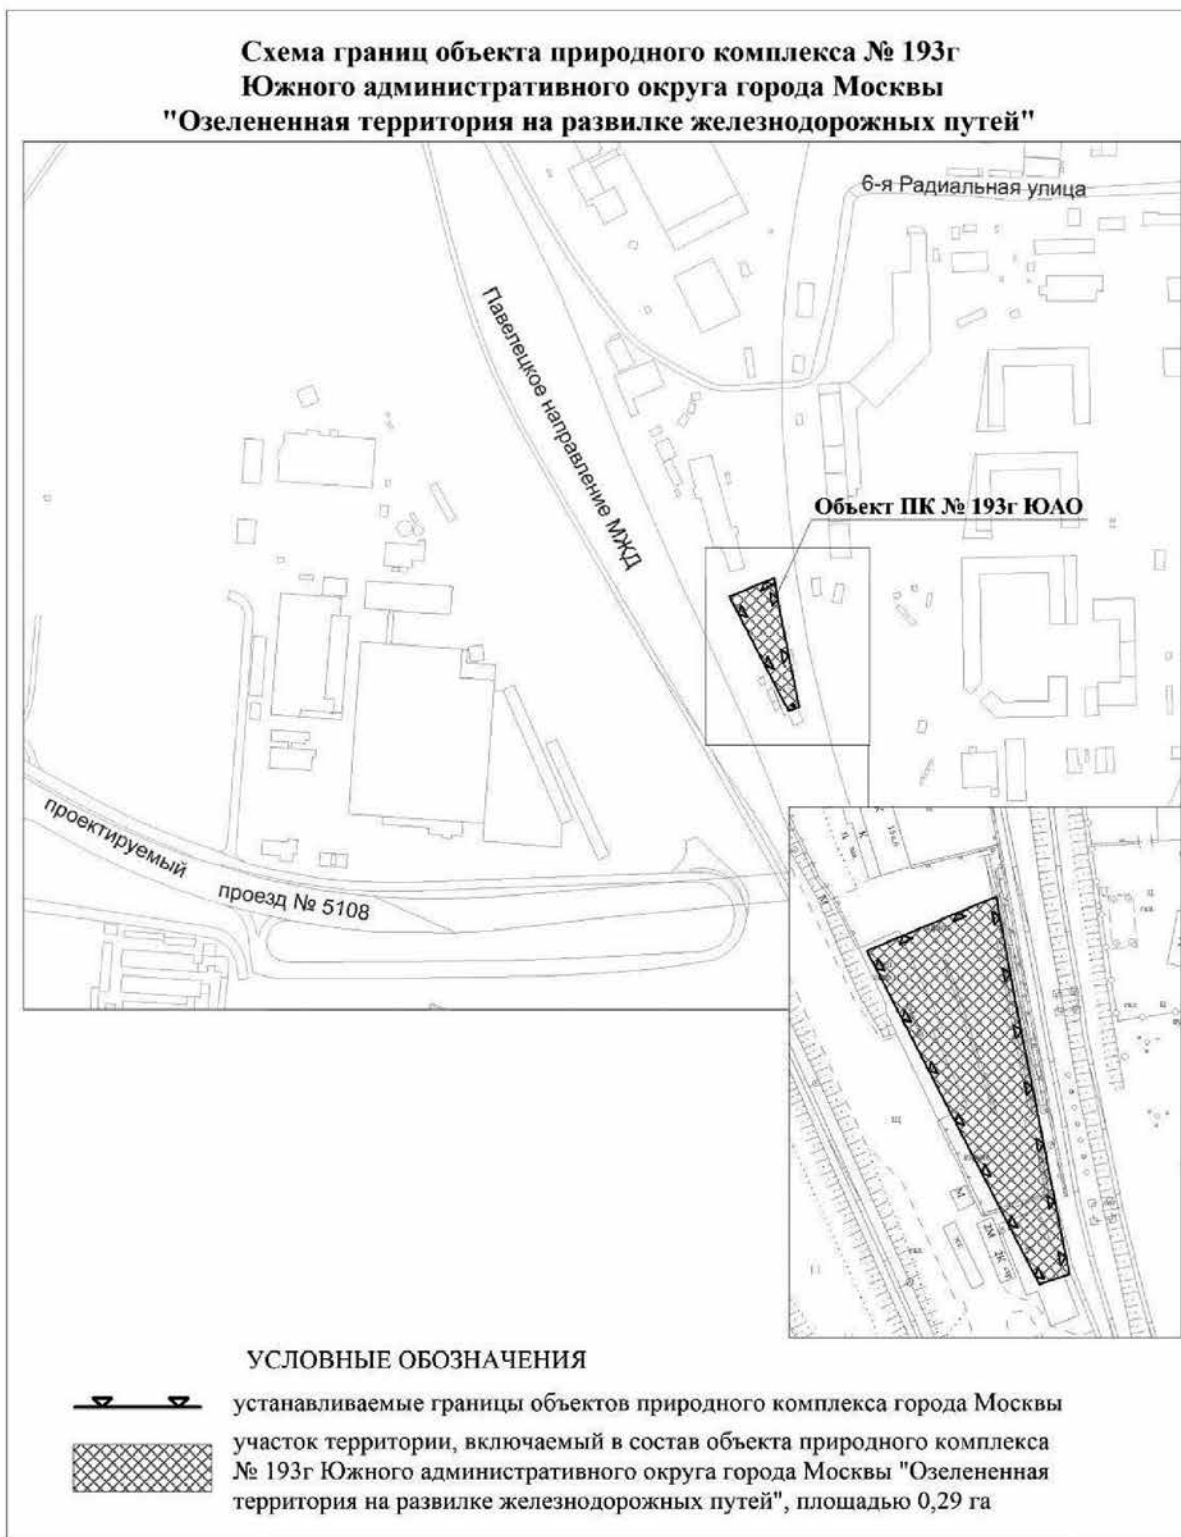 Схема границ объекта природного комплекса № 193г
Южного административного округа города Москвы
"Озелененная территория на развилке железнодорожных путей"
6-я Радиальная улица
Павелецкое направление МЖД
Объект ПК № 193г ЮАО
проектируемый проезд № 5108
М
К
Щ
М
2М
2К
УСЛОВНЫЕ ОБОЗНАЧЕНИЯ
устанавливаемые границы объектов природного комплекса города Москвы
участок территории, включаемый в состав объекта природного комплекса
№ 193г Южного административного округа города Москвы "Озелененная
территория на развилке железнодорожных путей", площадью 0,29 га